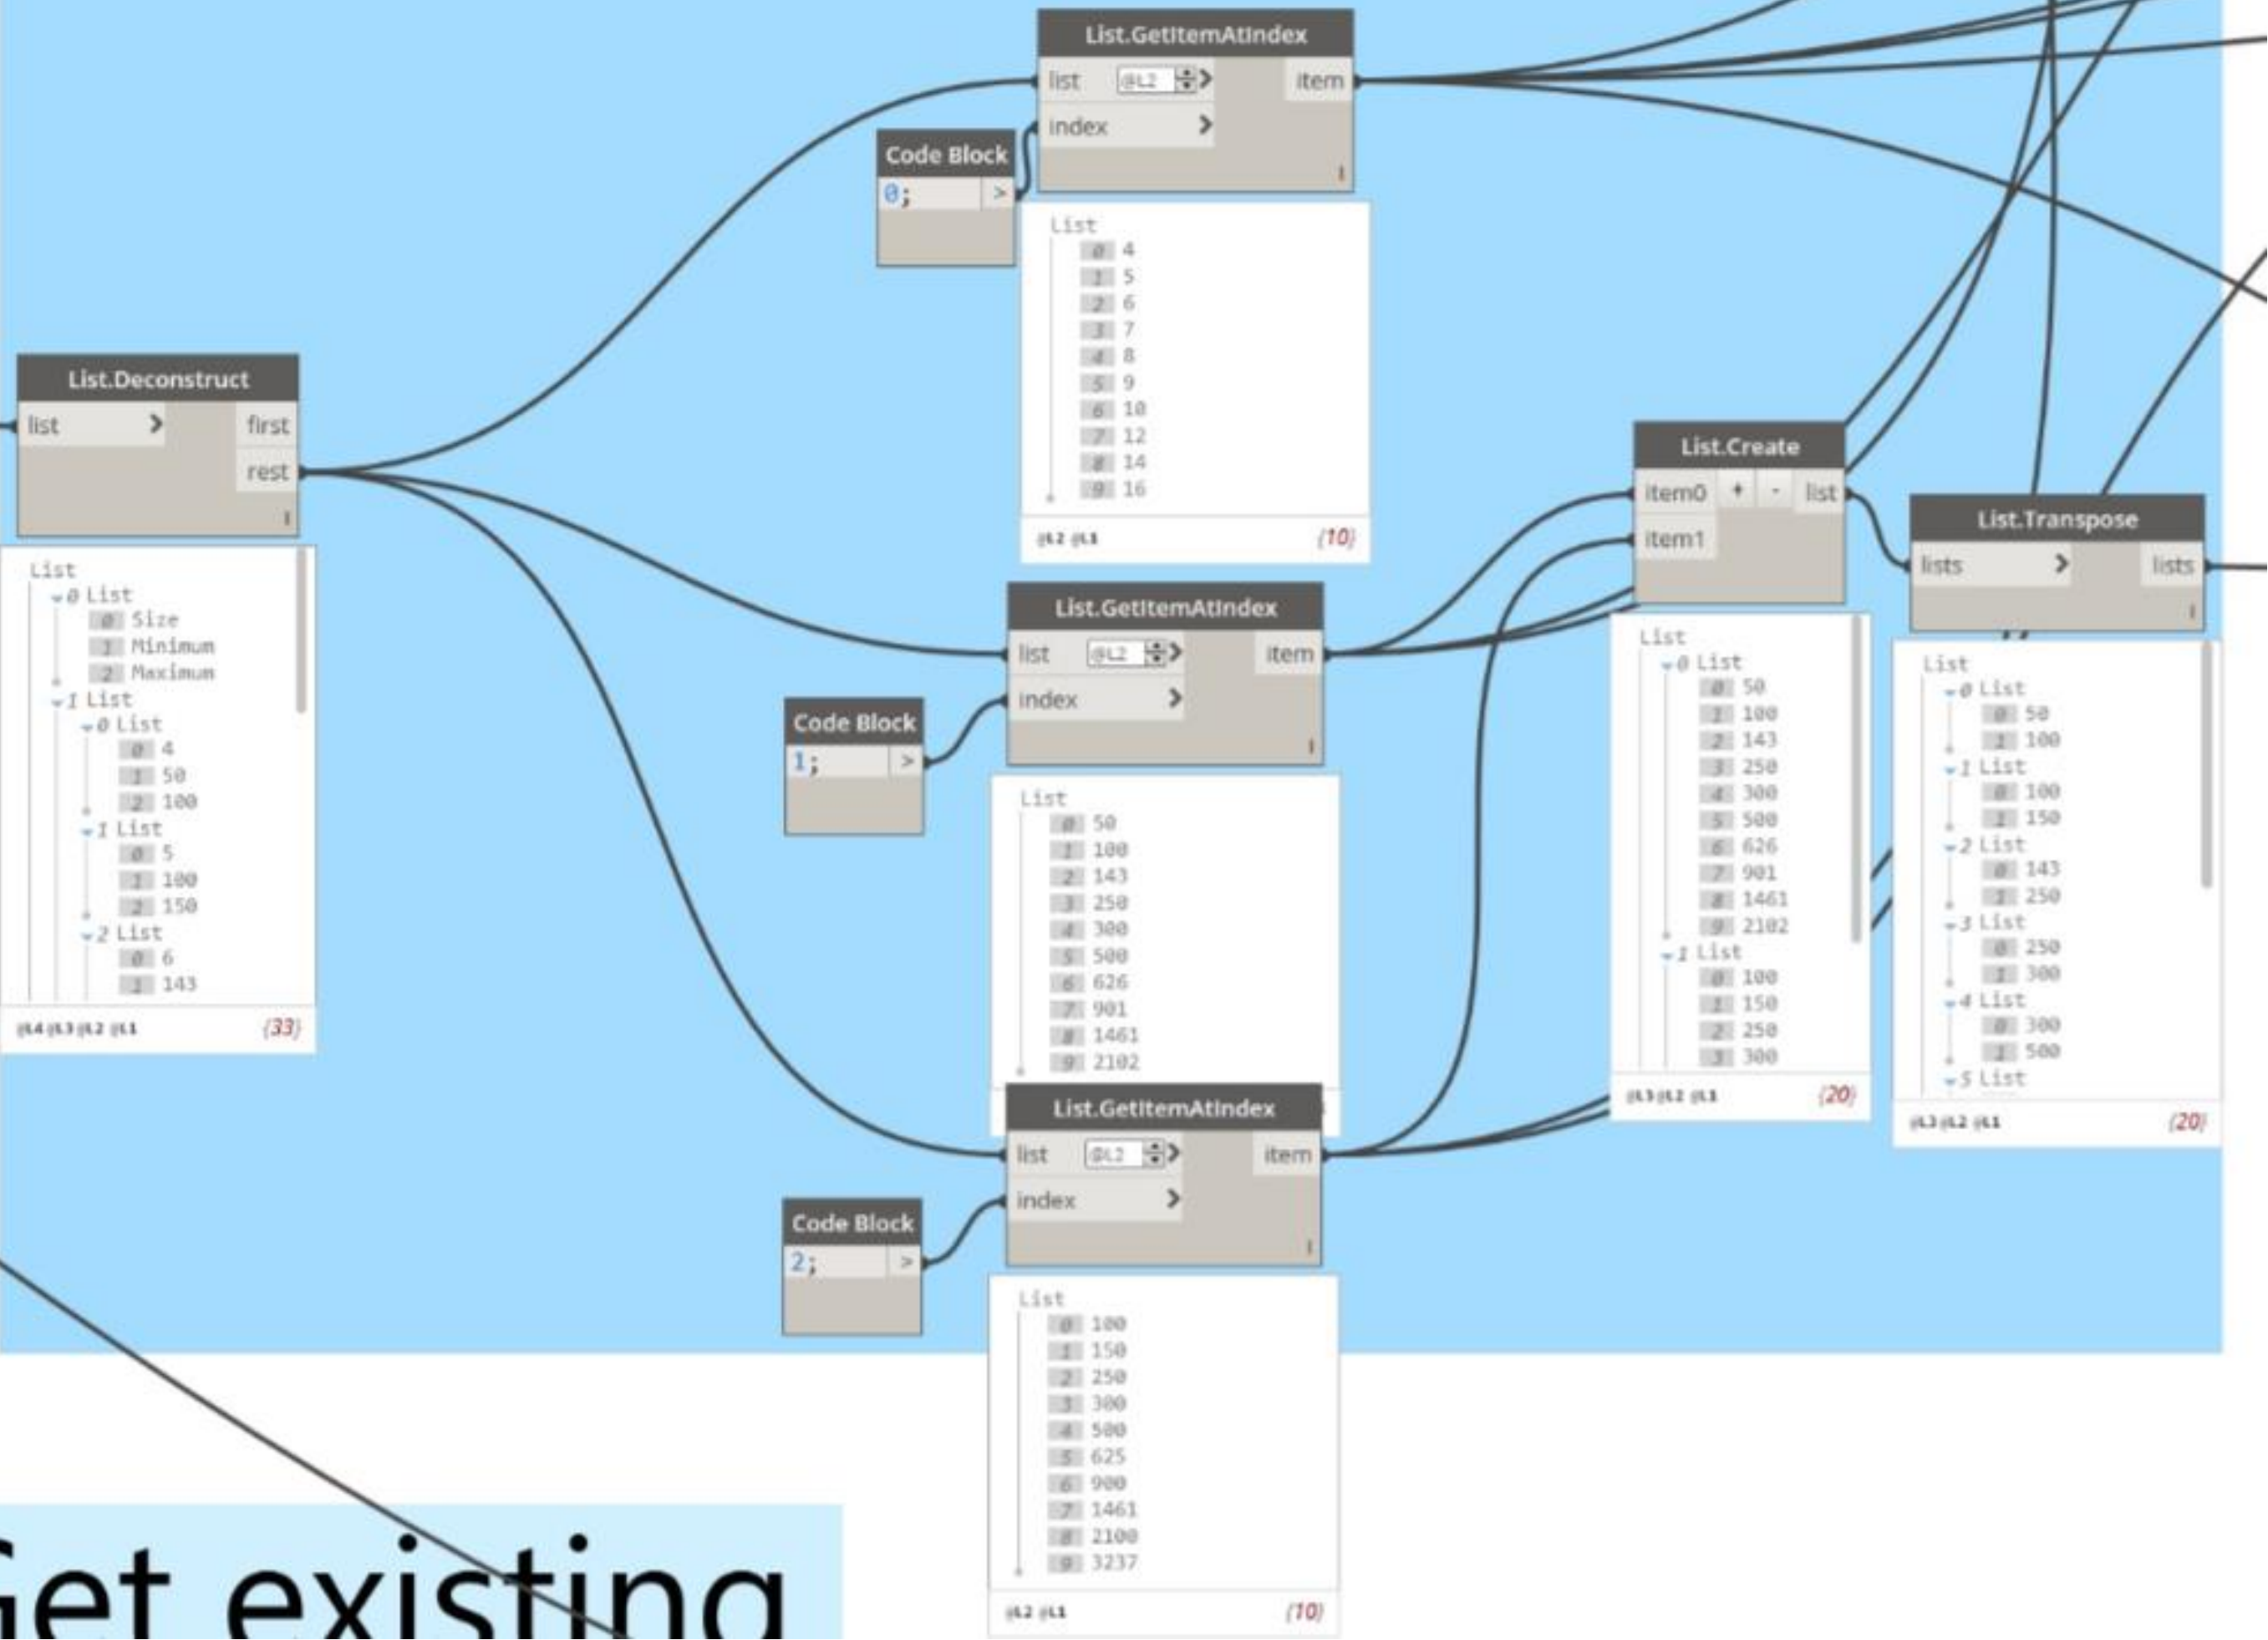 List.GetItemAtIndex
list @L2 > item
index >
Code Block
0; >
List
0 4
1 5
2 6
3 7
4 8
5 9
6 10
7 12
8 14
9 16
@L2 @L1 {10}
List.Deconstruct
list > first
rest
List
0 List
0 Size
1 Minimum
2 Maximum
1 List
0 List
0 4
1 50
2 100
1 List
0 5
1 100
2 150
2 List
0 6
1 143
@L4 @L3 @L2 @L1 {33}
List.GetItemAtIndex
list @L2 > item
index >
Code Block
1; >
List
0 50
1 100
2 143
3 250
4 300
5 500
6 626
7 901
8 1461
9 2102
List.GetItemAtIndex
list @L2 > item
index >
Code Block
2; >
List
0 100
1 150
2 250
3 300
4 500
5 625
6 900
7 1461
8 2100
9 3237
@L2 @L1 {10}
List.Create
item0 + - list
item1
List
0 List
0 50
1 100
2 143
3 250
4 300
5 500
6 626
7 901
8 1461
9 2102
1 List
0 100
1 150
2 250
3 300
@L3 @L2 @L1 {20}
List.Transpose
lists > lists
List
0 List
0 50
1 100
1 List
0 100
1 150
2 List
0 143
1 250
3 List
0 250
1 300
4 List
0 300
1 500
5 List
@L3 @L2 @L1 {20}
Get existing